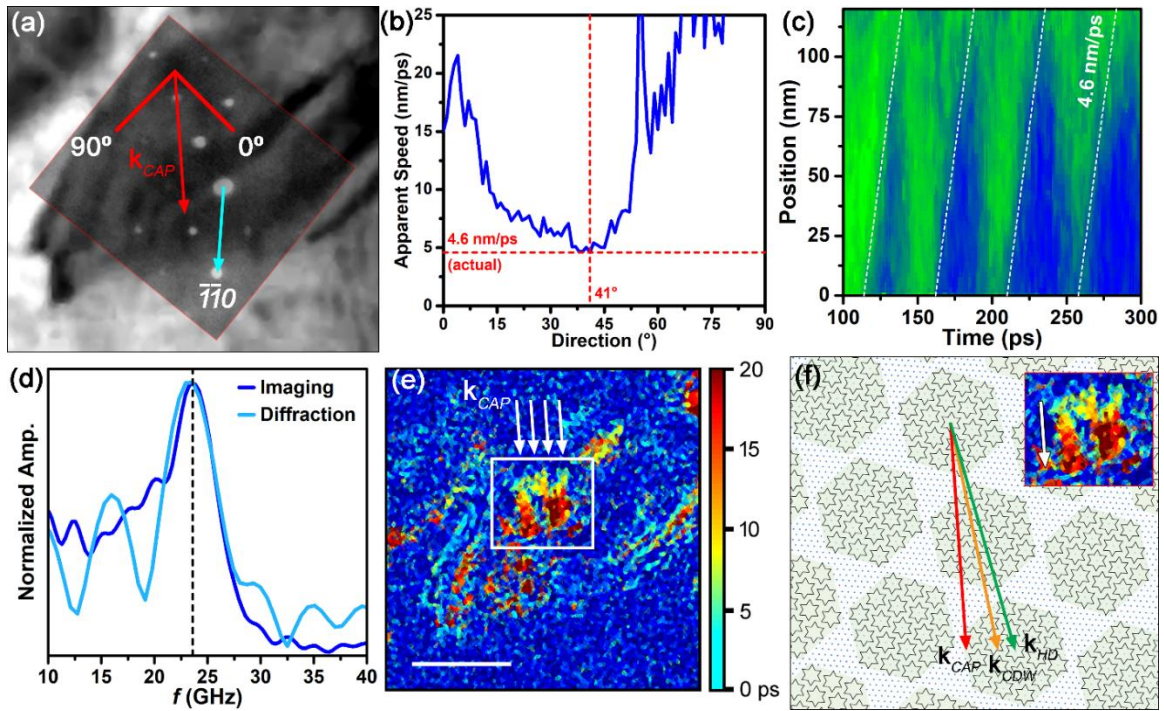 (a)
90º
0º
k_CAP
1̅1̅0
(b)
Apparent Speed (nm/ps)
25
20
15
10
5
0
4.6 nm/ps
(actual)
41°
0 15 30 45 60 75 90
Direction (°)
(c)
Position (nm)
100
75
50
25
0
4.6 nm/ps
100 150 200 250 300
Time (ps)
(d)
Imaging
Diffraction
Normalized Amp.
10 15 20 25 30 35 40
f (GHz)
(e)
k_CAP
20
15
10
5
0 ps
(f)
k_CAP
k_CDW
k_HD